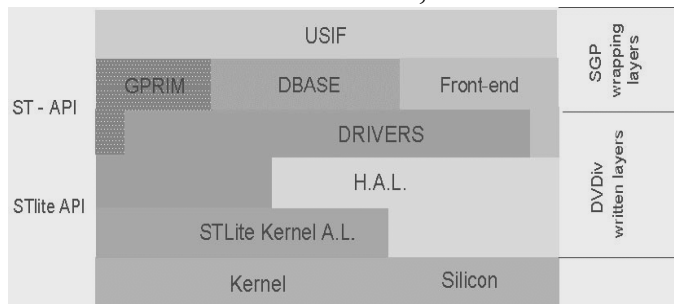 USIF
GPRIM
DBASE
Front-end
SGP
wrapping
layers
ST - API
DRIVERS
H.A.L.
STlite API
STLite Kernel A.L.
DVDiv
written layers
Kernel
Silicon